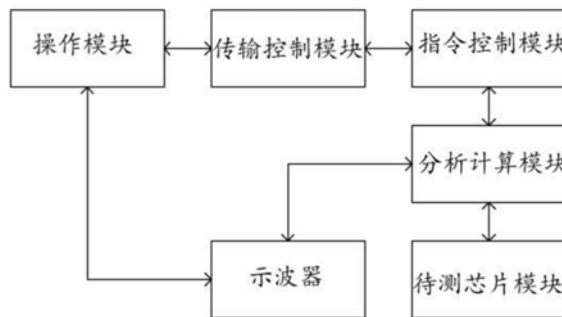 操作模块
传输控制模块
指令控制模块
分析计算模块
示波器
待测芯片模块